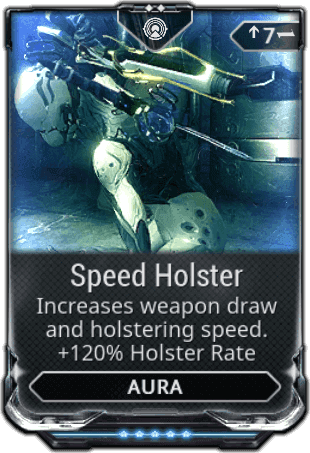 7
Speed Holster
Increases weapon draw
and holstering speed.
+120% Holster Rate
AURA